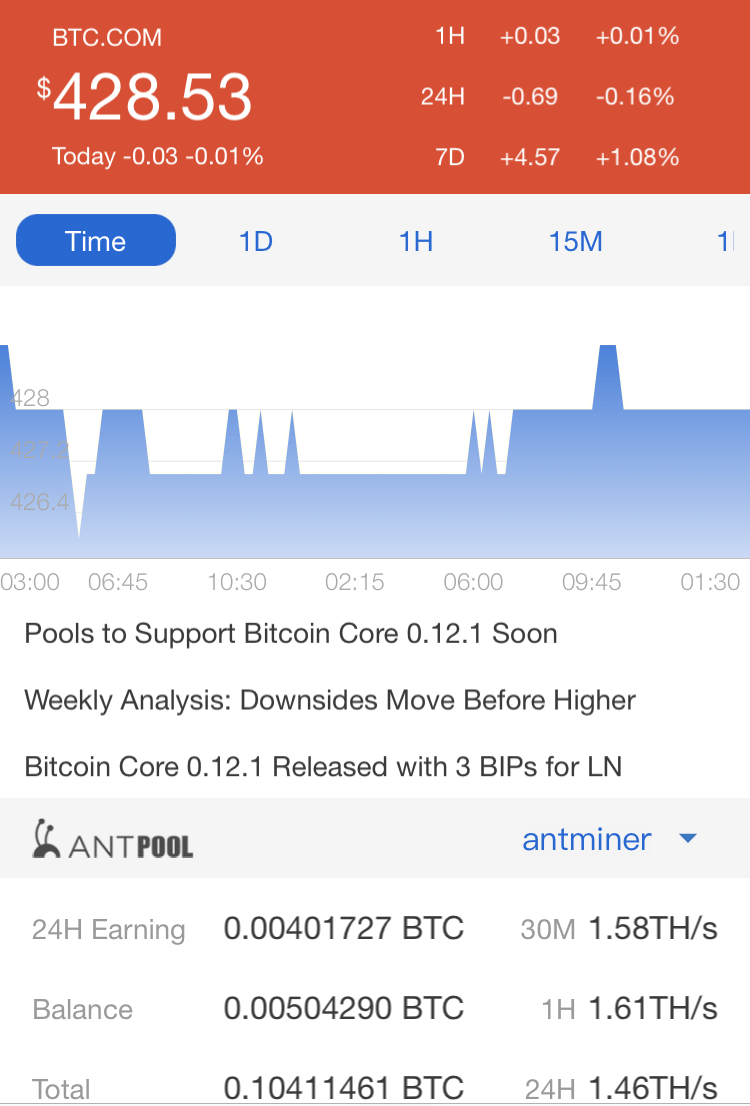 BTC.COM
$428.53
Today -0.03 -0.01%
1H +0.03 +0.01%
24H -0.69 -0.16%
7D +4.57 +1.08%
Time 1D 1H 15M
428
427.2
426.4
03:00 06:45 10:30 02:15 06:00 09:45 01:30
Pools to Support Bitcoin Core 0.12.1 Soon
Weekly Analysis: Downsides Move Before Higher
Bitcoin Core 0.12.1 Released with 3 BIPs for LN
ANTPOOL antminer
24H Earning 0.00401727 BTC 30M 1.58TH/s
Balance 0.00504290 BTC 1H 1.61TH/s
Total 0.10411461 BTC 24H 1.46TH/s